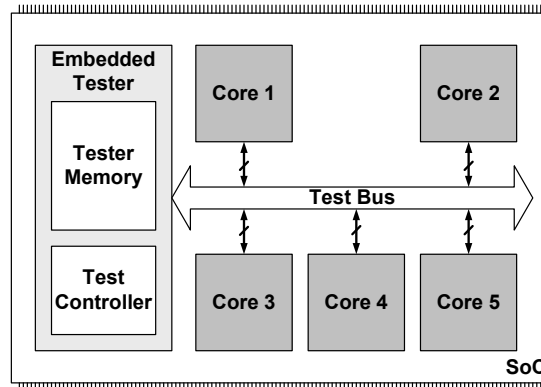 Embedded
Tester
Tester
Memory
Test
Controller
Core 1
Core 2
Test Bus
Core 3
Core 4
Core 5
SoC